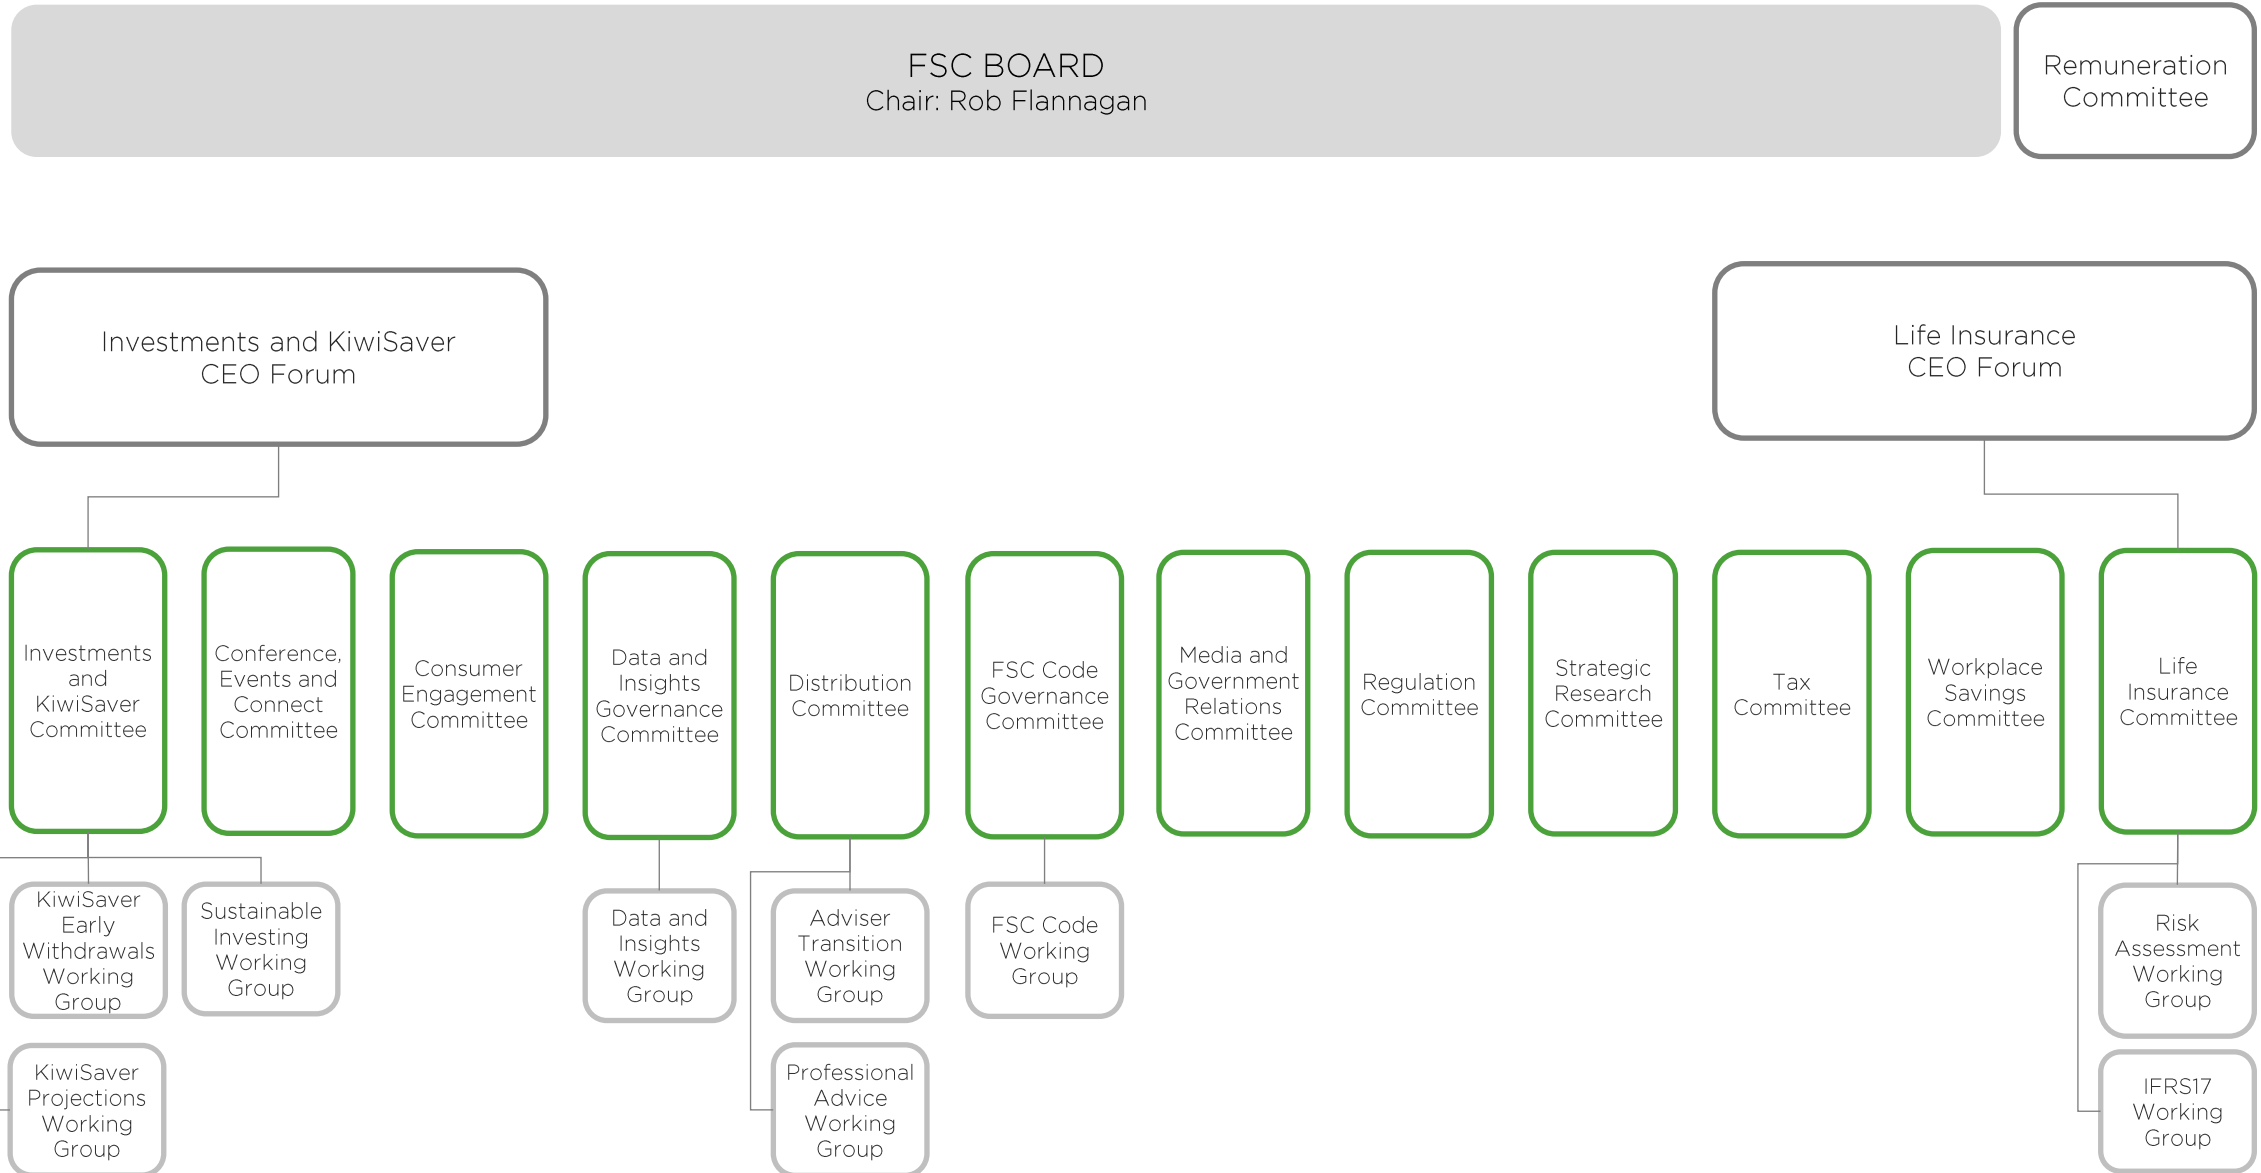 FSC BOARD
Chair: Rob Flannagan
Remuneration
Committee
Investments and KiwiSaver
CEO Forum
Life Insurance
CEO Forum
Investments
and
KiwiSaver
Committee
Conference,
Events and
Connect
Committee
Consumer
Engagement
Committee
Data and
Insights
Governance
Committee
Distribution
Committee
FSC Code
Governance
Committee
Media and
Government
Relations
Committee
Regulation
Committee
Strategic
Research
Committee
Tax
Committee
Workplace
Savings
Committee
Life
Insurance
Committee
KiwiSaver
Early
Withdrawals
Working
Group
Sustainable
Investing
Working
Group
Data and
Insights
Working
Group
Adviser
Transition
Working
Group
FSC Code
Working
Group
Risk
Assessment
Working
Group
KiwiSaver
Projections
Working
Group
Professional
Advice
Working
Group
IFRS17
Working
Group